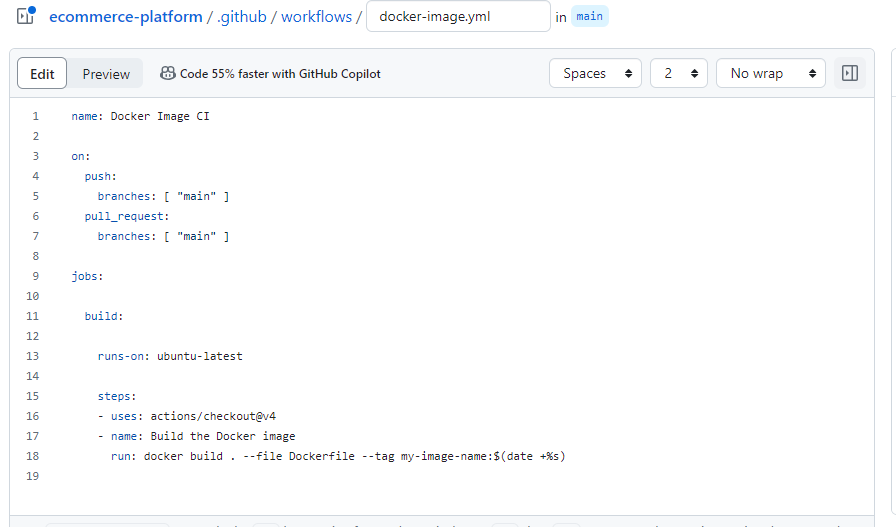 ecommerce-platform / .github / workflows / docker-image.yml in main
Edit Preview Code 55% faster with GitHub Copilot Spaces 2 No wrap
1 name: Docker Image CI
2
3 on:
4   push:
5     branches: [ "main" ]
6   pull_request:
7     branches: [ "main" ]
8
9 jobs:
10
11   build:
12
13     runs-on: ubuntu-latest
14
15     steps:
16     - uses: actions/checkout@v4
17     - name: Build the Docker image
18       run: docker build . --file Dockerfile --tag my-image-name:$(date +%s)
19